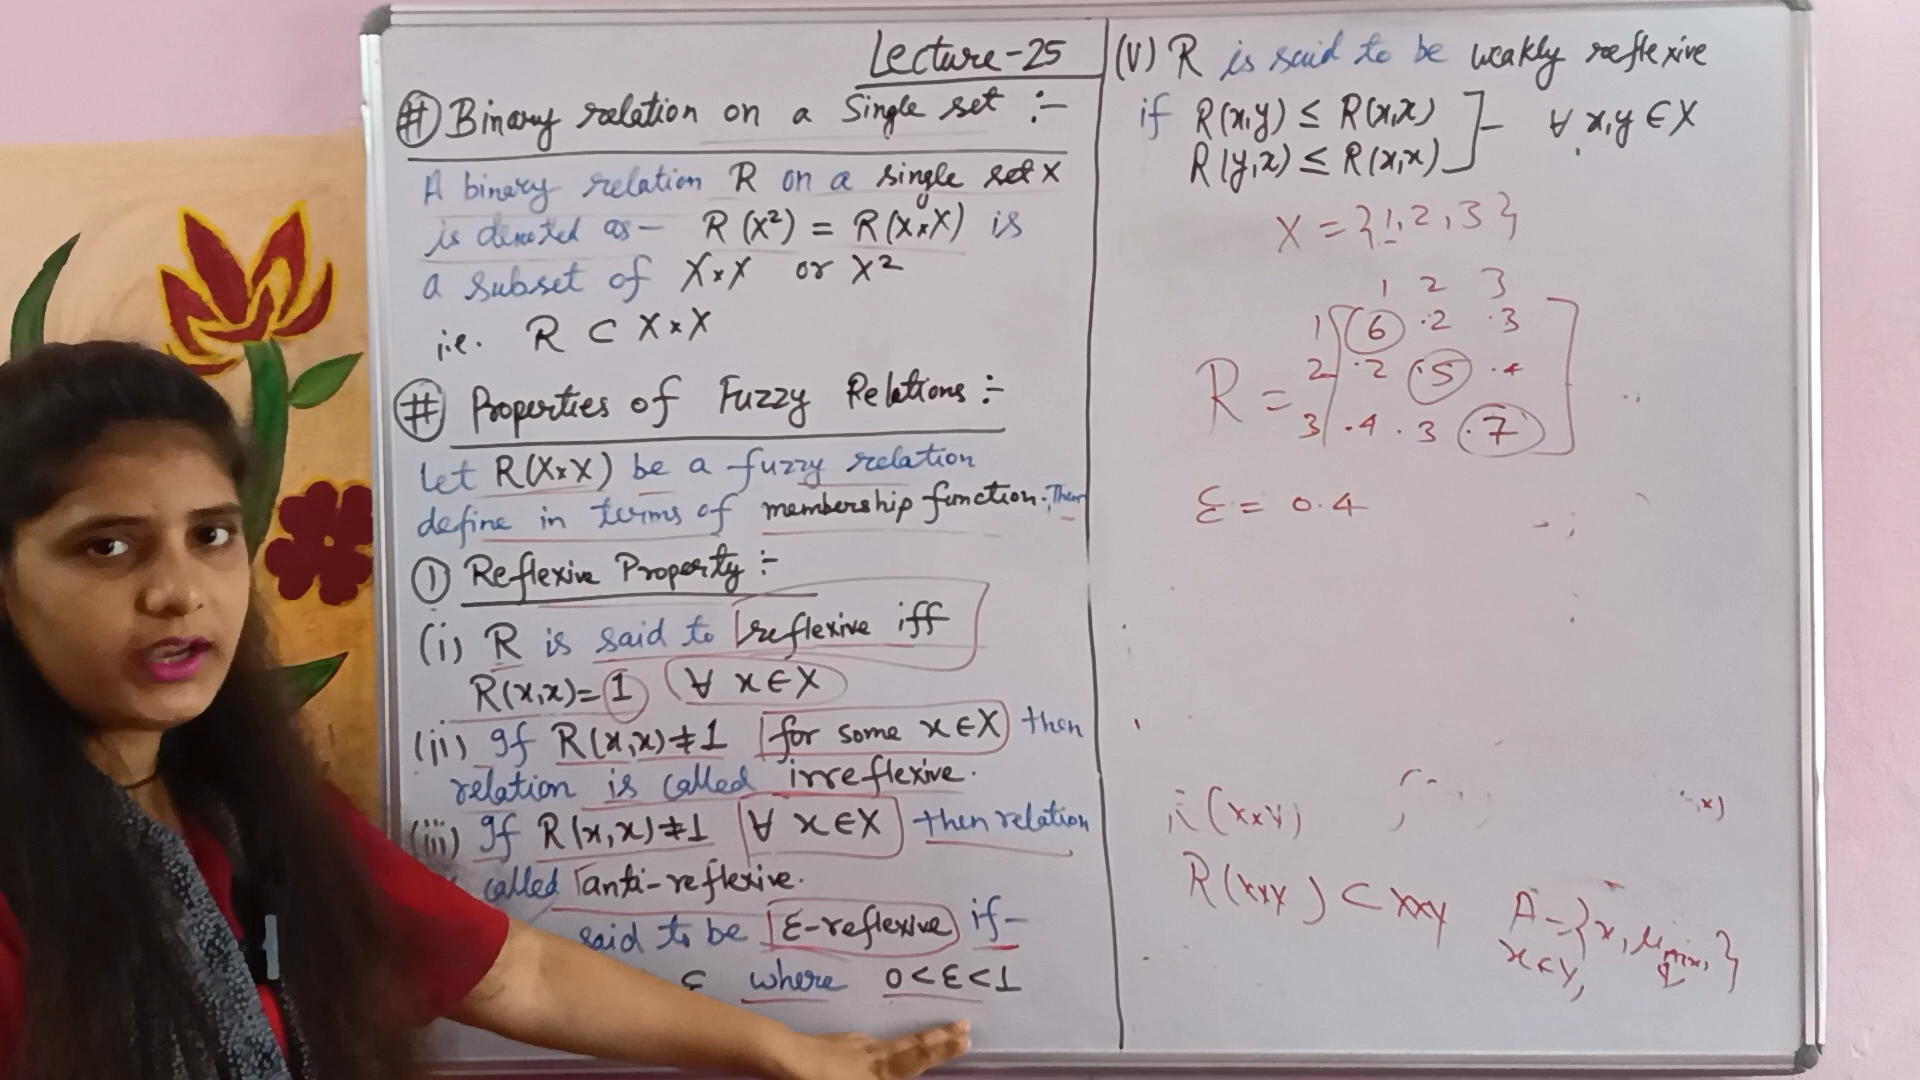 Lecture-25
# Binary relation on a Single set :-
A binary relation R on a single set X
is denoted as - R(X²) = R(X×X) is
a subset of X×X or X²
i.e. R ⊂ X×X
# Properties of Fuzzy Relations :-
Let R(X×X) be a fuzzy relation
define in terms of membership function. Then
① Reflexive Property :-
(i) R is said to reflexive iff
R(x,x)=1 ∀ x∈X
(ii) If R(x,x)≠1 for some x∈X then
relation is called irreflexive.
(iii) If R(x,x)≠1 ∀ x∈X then relation
called anti-reflexive.
said to be ε-reflexive if-
ε where 0<ε<1
(V) R is said to be weakly reflexive
if R(x,y) ≤ R(x,x)
R(y,x) ≤ R(x,x) ] - ∀ x,y ∈ X
X = {1,2,3}
1 2 3
1 6 .2 .3
R = 2 .2 .5 .4
3 .4 .3 .7
ε = 0.4
(X×Y)
R(X×Y) ⊂ X×Y A={x,μ